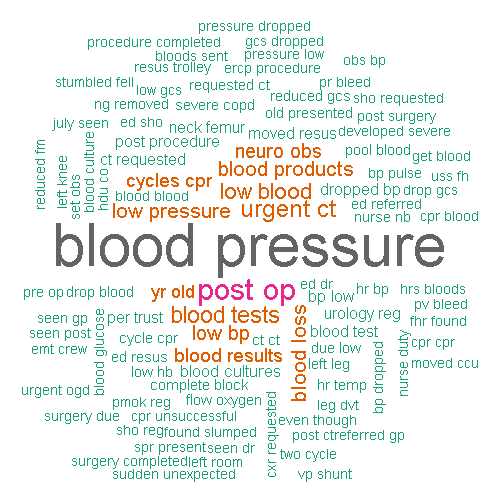 pressure dropped
procedure completed
gcs dropped
bloods sent
pressure low
obs bp
resus trolley
ercp procedure
stumbled fell
low gcs
requested ct
pr bleed
ng removed
severe copd
reduced gcs
sho requested
old presented
post surgery
july seen
ed sho
neck femur
moved resus
developed severe
post procedure
pool blood
reduced fm
left knee
set obs
blood culture
hdu co
ct requested
neuro obs
get blood
blood products
bp pulse
uss fh
cycles cpr
low blood
dropped bp
drop gcs
blood blood
ed referred
low pressure
urgent ct
nurse nb
cpr blood
blood pressure
pre op
drop blood
yr old
post op
ed dr
hr bp
hrs bloods
bp low
pv bleed
seen gp
per trust
blood tests
blood loss
urology reg
fhr found
seen post
blood glucose
cycle cpr
low bp
ct ct
blood test
bp dropped
nurse duty
cpr cpr
emt crew
ed resus
blood results
due low
left leg
moved ccu
low hb
blood cultures
urgent ogd
complete block
hr temp
pmok reg
flow oxygen
leg dvt
surgery due
cpr unsuccessful
cxr requested
even though
sho reg
found slumped
post ct
referred gp
spr present
seen dr
two cycle
surgery completed
left room
sudden unexpected
vp shunt